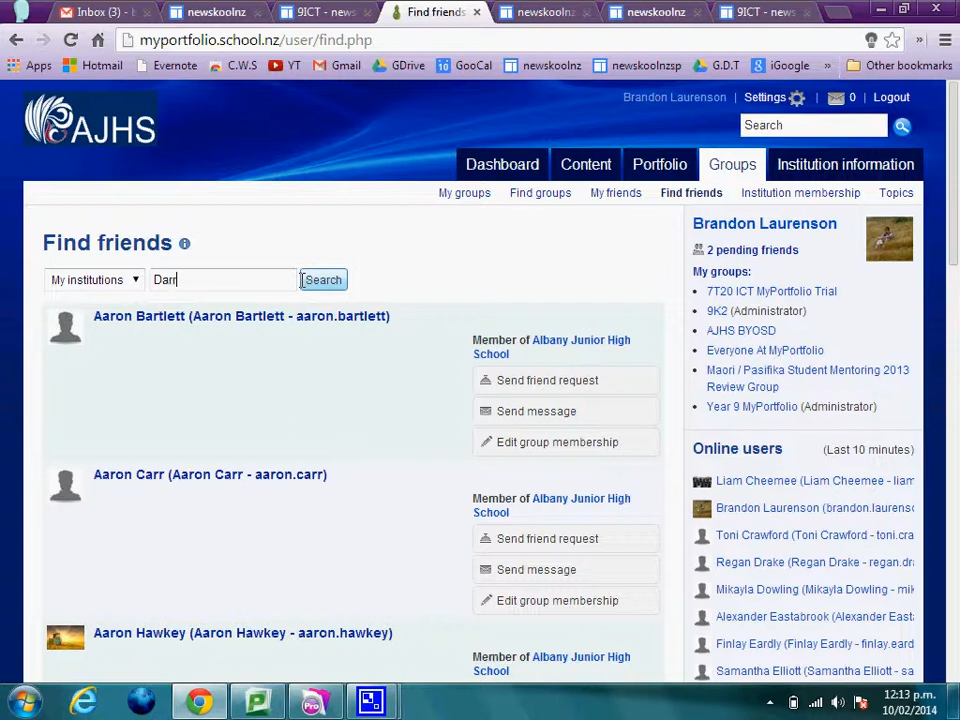 Inbox (3) - b
newskoolnz
9ICT - news
Find friends
newskoolnz
newskoolnz
9ICT - news
myportfolio.school.nz/user/find.php
Apps Hotmail Evernote C.W.S YT Gmail GDrive GooCal newskoolnz newskoolnzsp G.D.T iGoogle » Other bookmarks
AJHS
Brandon Laurenson | Settings | 0 | Logout
Search
Dashboard Content Portfolio Groups Institution information
My groups Find groups My friends Find friends Institution membership Topics
Find friends
My institutions ▼ Darr Search
Aaron Bartlett (Aaron Bartlett - aaron.bartlett)
Member of Albany Junior High
School
Send friend request
Send message
Edit group membership
Aaron Carr (Aaron Carr - aaron.carr)
Member of Albany Junior High
School
Send friend request
Send message
Edit group membership
Aaron Hawkey (Aaron Hawkey - aaron.hawkey)
Member of Albany Junior High
School
Brandon Laurenson
2 pending friends
My groups:
• 7T20 ICT MyPortfolio Trial
• 9K2 (Administrator)
• AJHS BYOSD
• Everyone At MyPortfolio
• Maori / Pasifika Student Mentoring 2013
Review Group
• Year 9 MyPortfolio (Administrator)
Online users (Last 10 minutes)
Liam Cheemee (Liam Cheemee - liam
Brandon Laurenson (brandon.laurenso
Toni Crawford (Toni Crawford - toni.cra
Regan Drake (Regan Drake - regan.dra
Mikayla Dowling (Mikayla Dowling - mi
Alexander Eastabrook (Alexander Eas
Finlay Eardly (Finlay Eardly - finlay.eard
Samantha Elliott (Samantha Elliott - sa
12:13 p.m.
10/02/2014